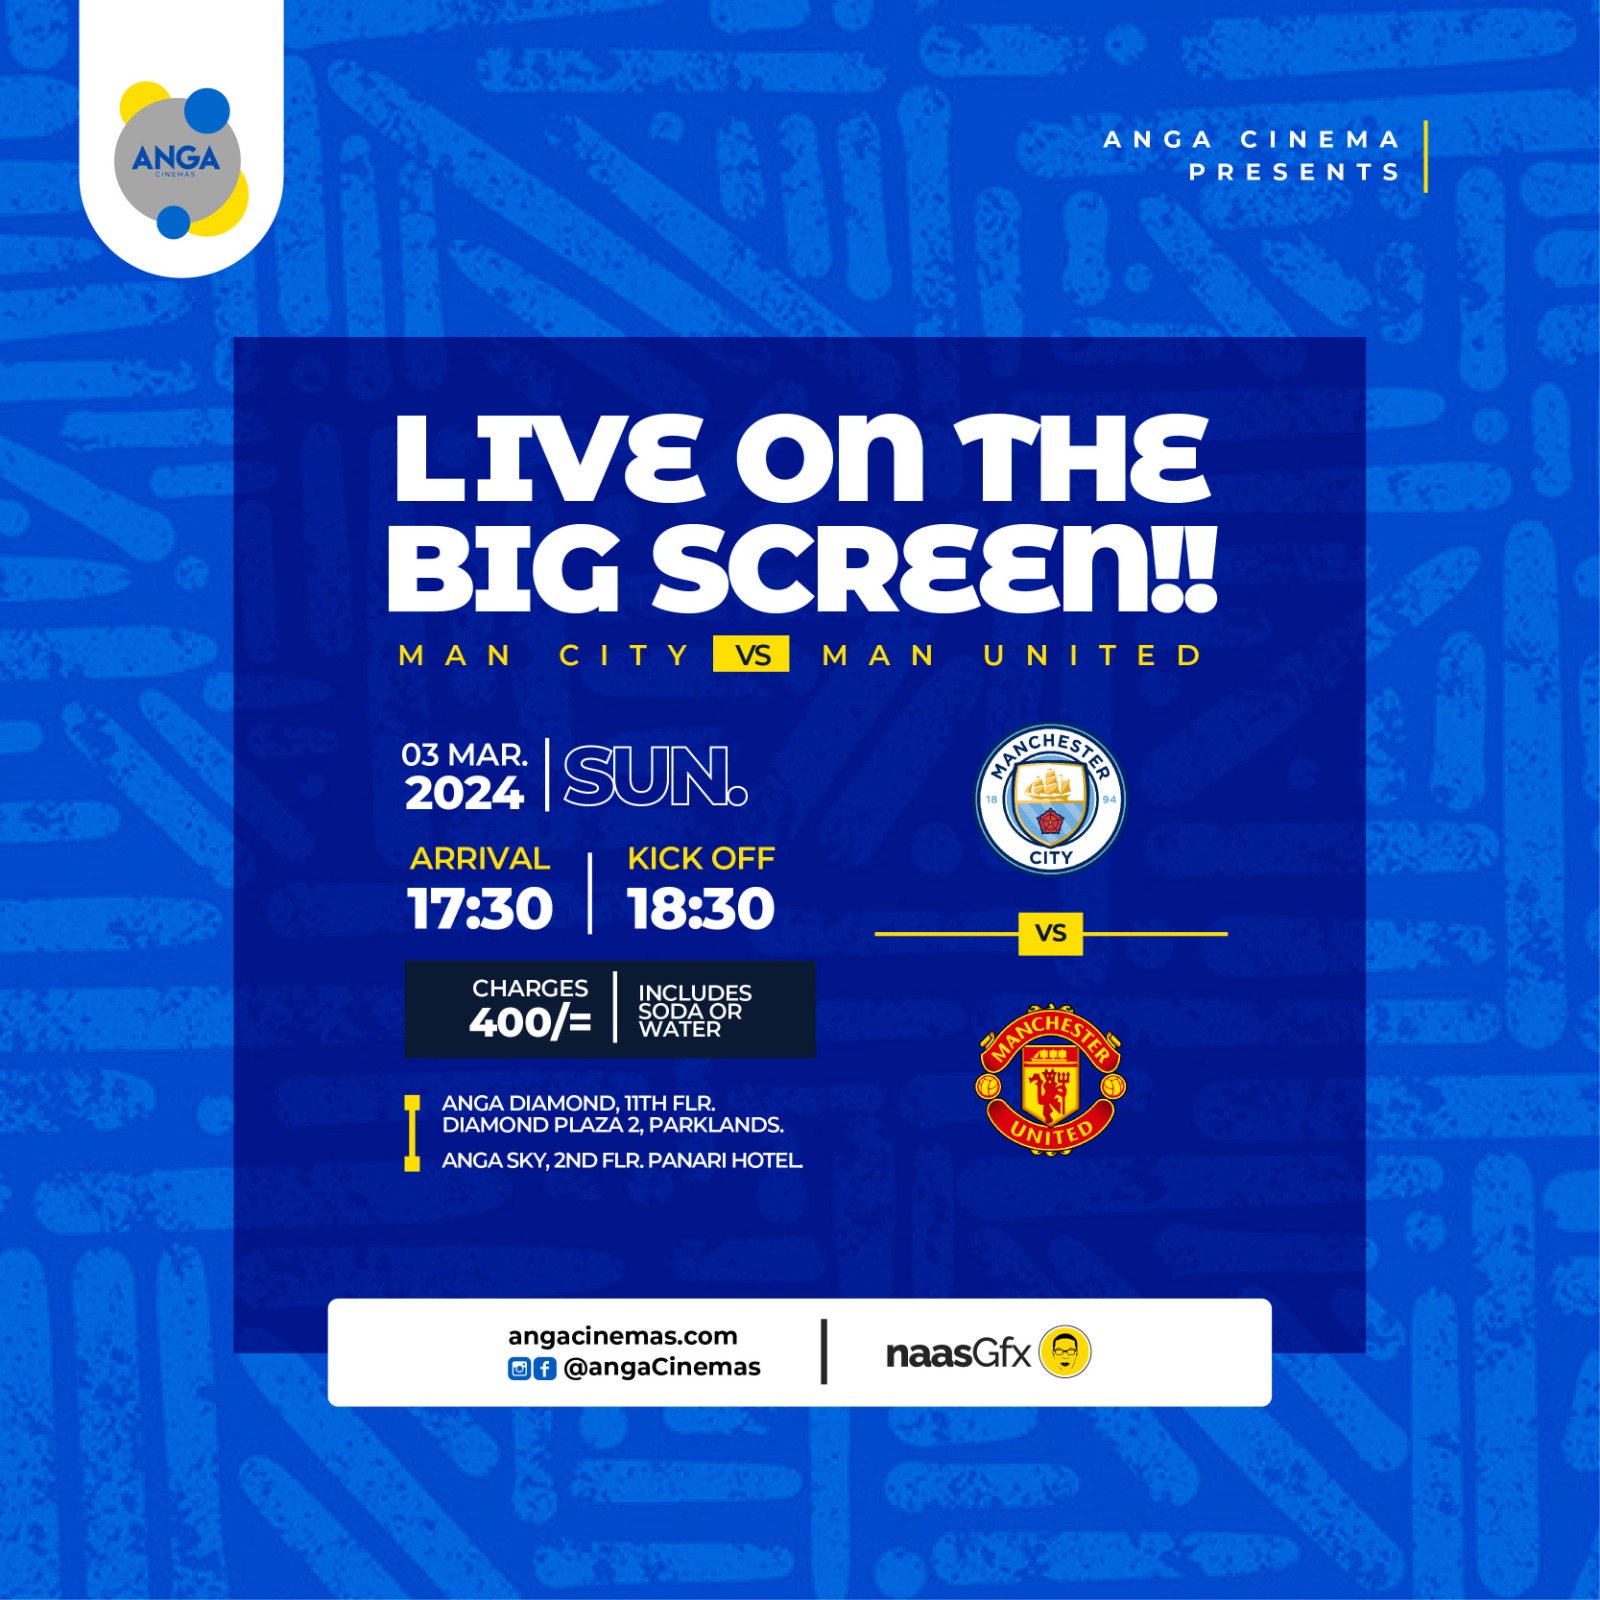 ANGA
CINEMAS
ANGA CINEMA
PRESENTS
LIVE ON THE
BIG SCREEN!!
MAN CITY VS MAN UNITED
03 MAR.
2024
SUN.
ARRIVAL
17:30
KICK OFF
18:30
CHARGES
400/=
INCLUDES
SODA OR
WATER
ANGA DIAMOND, 11TH FLR.
DIAMOND PLAZA 2, PARKLANDS.
ANGA SKY, 2ND FLR. PANARI HOTEL.
MANCHESTER
18 94
CITY
VS
MANCHESTER
UNITED
angacinemas.com
@angaCinemas
naasGfx